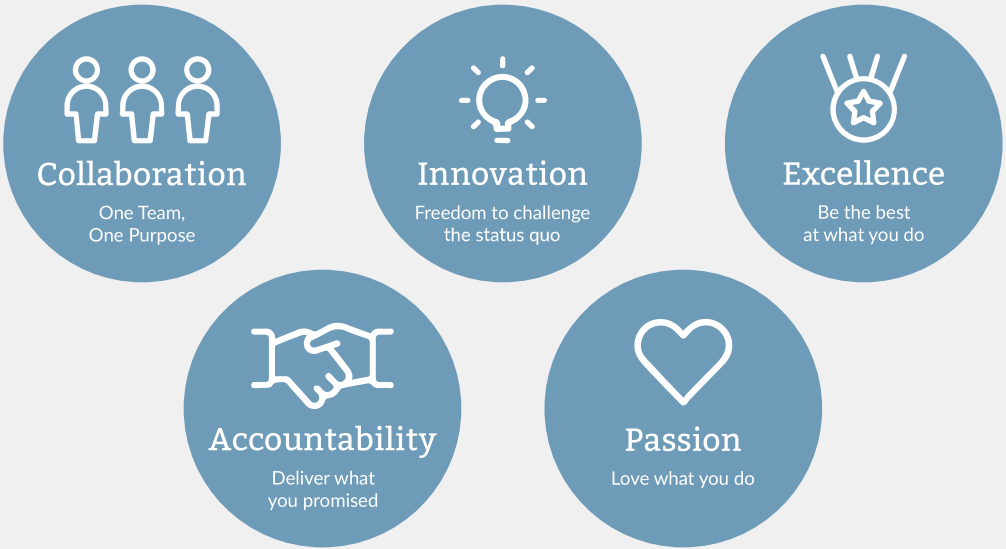 Collaboration
One Team,
One Purpose
Innovation
Freedom to challenge
the status quo
Excellence
Be the best
at what you do
Accountability
Deliver what
you promised
Passion
Love what you do